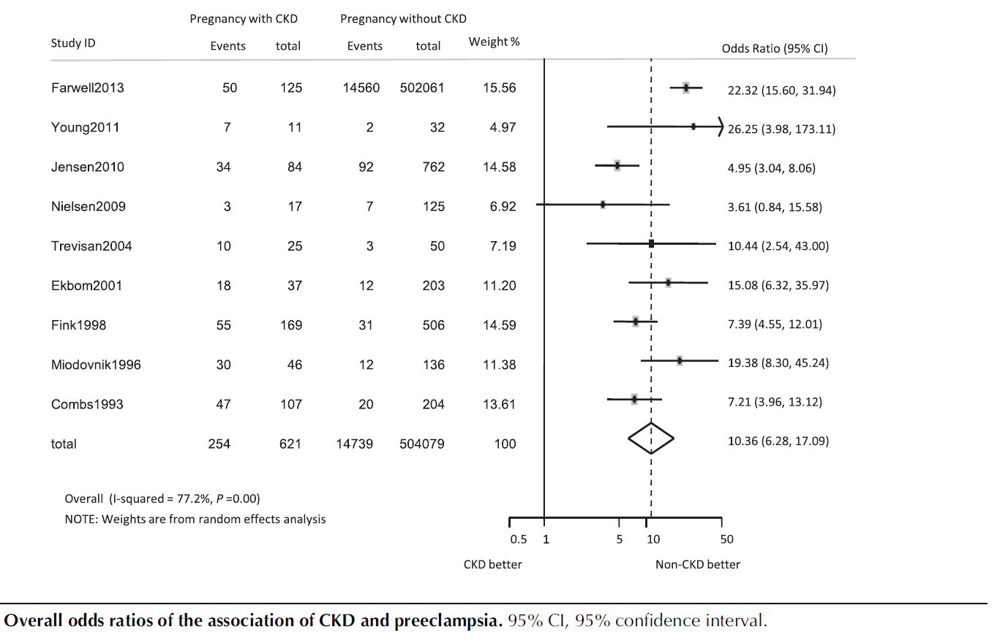 Pregnancy with CKD Pregnancy without CKD
Study ID Events total Events total Weight % Odds Ratio (95% CI)
Farwell2013 50 125 14560 502061 15.56 22.32 (15.60, 31.94)
Young2011 7 11 2 32 4.97 26.25 (3.98, 173.11)
Jensen2010 34 84 92 762 14.58 4.95 (3.04, 8.06)
Nielsen2009 3 17 7 125 6.92 3.61 (0.84, 15.58)
Trevisan2004 10 25 3 50 7.19 10.44 (2.54, 43.00)
Ekbom2001 18 37 12 203 11.20 15.08 (6.32, 35.97)
Fink1998 55 169 31 506 14.59 7.39 (4.55, 12.01)
Miodovnik1996 30 46 12 136 11.38 19.38 (8.30, 45.24)
Combs1993 47 107 20 204 13.61 7.21 (3.96, 13.12)
total 254 621 14739 504079 100 10.36 (6.28, 17.09)
Overall (I-squared = 77.2%, P =0.00)
NOTE: Weights are from random effects analysis
0.5 1 5 10 50
CKD better Non-CKD better
Overall odds ratios of the association of CKD and preeclampsia. 95% CI, 95% confidence interval.